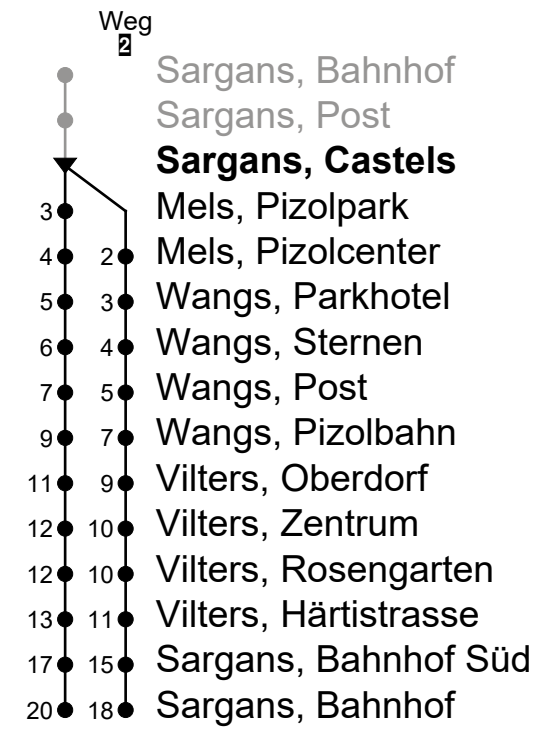 Weg
2
Sargans, Bahnhof
Sargans, Post
Sargans, Castels
3 Mels, Pizolpark
4 2 Mels, Pizolcenter
5 3 Wangs, Parkhotel
6 4 Wangs, Sternen
7 5 Wangs, Post
9 7 Wangs, Pizolbahn
11 9 Vilters, Oberdorf
12 10 Vilters, Zentrum
12 10 Vilters, Rosengarten
13 11 Vilters, Härtistrasse
17 15 Sargans, Bahnhof Süd
20 18 Sargans, Bahnhof